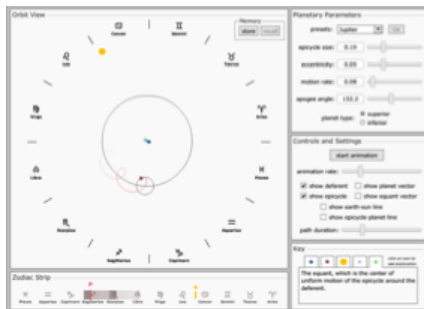 Orbit View
Memory
store recall
Cancer
Gemini
Leo
Taurus
Virgo
Aries
Libra
Pisces
Scorpius
Aquarius
Sagittarius
Capricorn
Zodiac Strip
Pisces Aquarius Capricorn Sagittarius Scorpius Libra Virgo Leo Cancer Gemini Taurus Aries Pisces
Planetary Parameters
presets: Jupiter OK
epicycle size: 0.19
eccentricity: 0.05
motion rate: 0.08
apogee angle: 152.2
planet type: superior
inferior
Controls and Settings
start animation
animation rate:
show deferent show planet vector
show epicycle show equant vector
show earth-sun line
show epicycle-planet line
path duration:
Key
The equant, which is the center of
uniform motion of the epicycle around the
deferent.